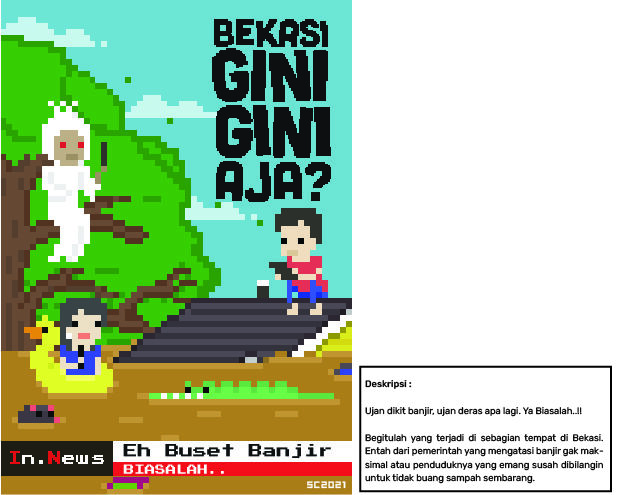 BEKASI
GINI
GINI
AJA?
In.News
Eh Buset Banjir
BIASALAH..
SC2021
Deskripsi :
Ujan dikit banjir, ujan deras apa lagi. Ya Biasalah..!!
Begitulah yang terjadi di sebagian tempat di Bekasi.
Entah dari pemerintah yang mengatasi banjir gak mak-
simal atau penduduknya yang emang susah dibilangin
untuk tidak buang sampah sembarang.